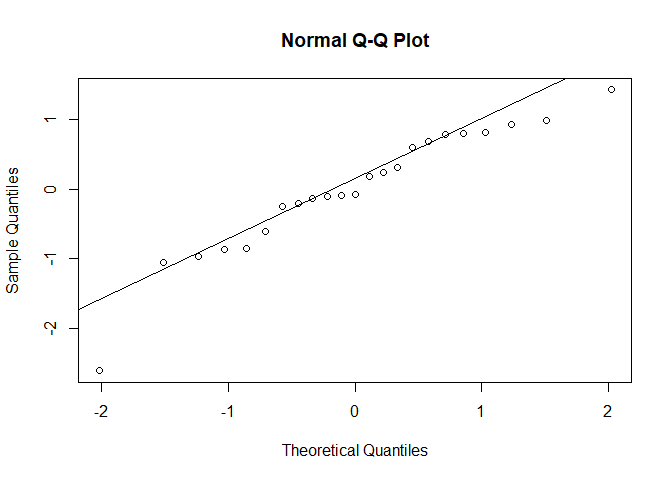 Normal Q-Q Plot
1
0
-1
-2
Sample Quantiles
-2 -1 0 1 2
Theoretical Quantiles